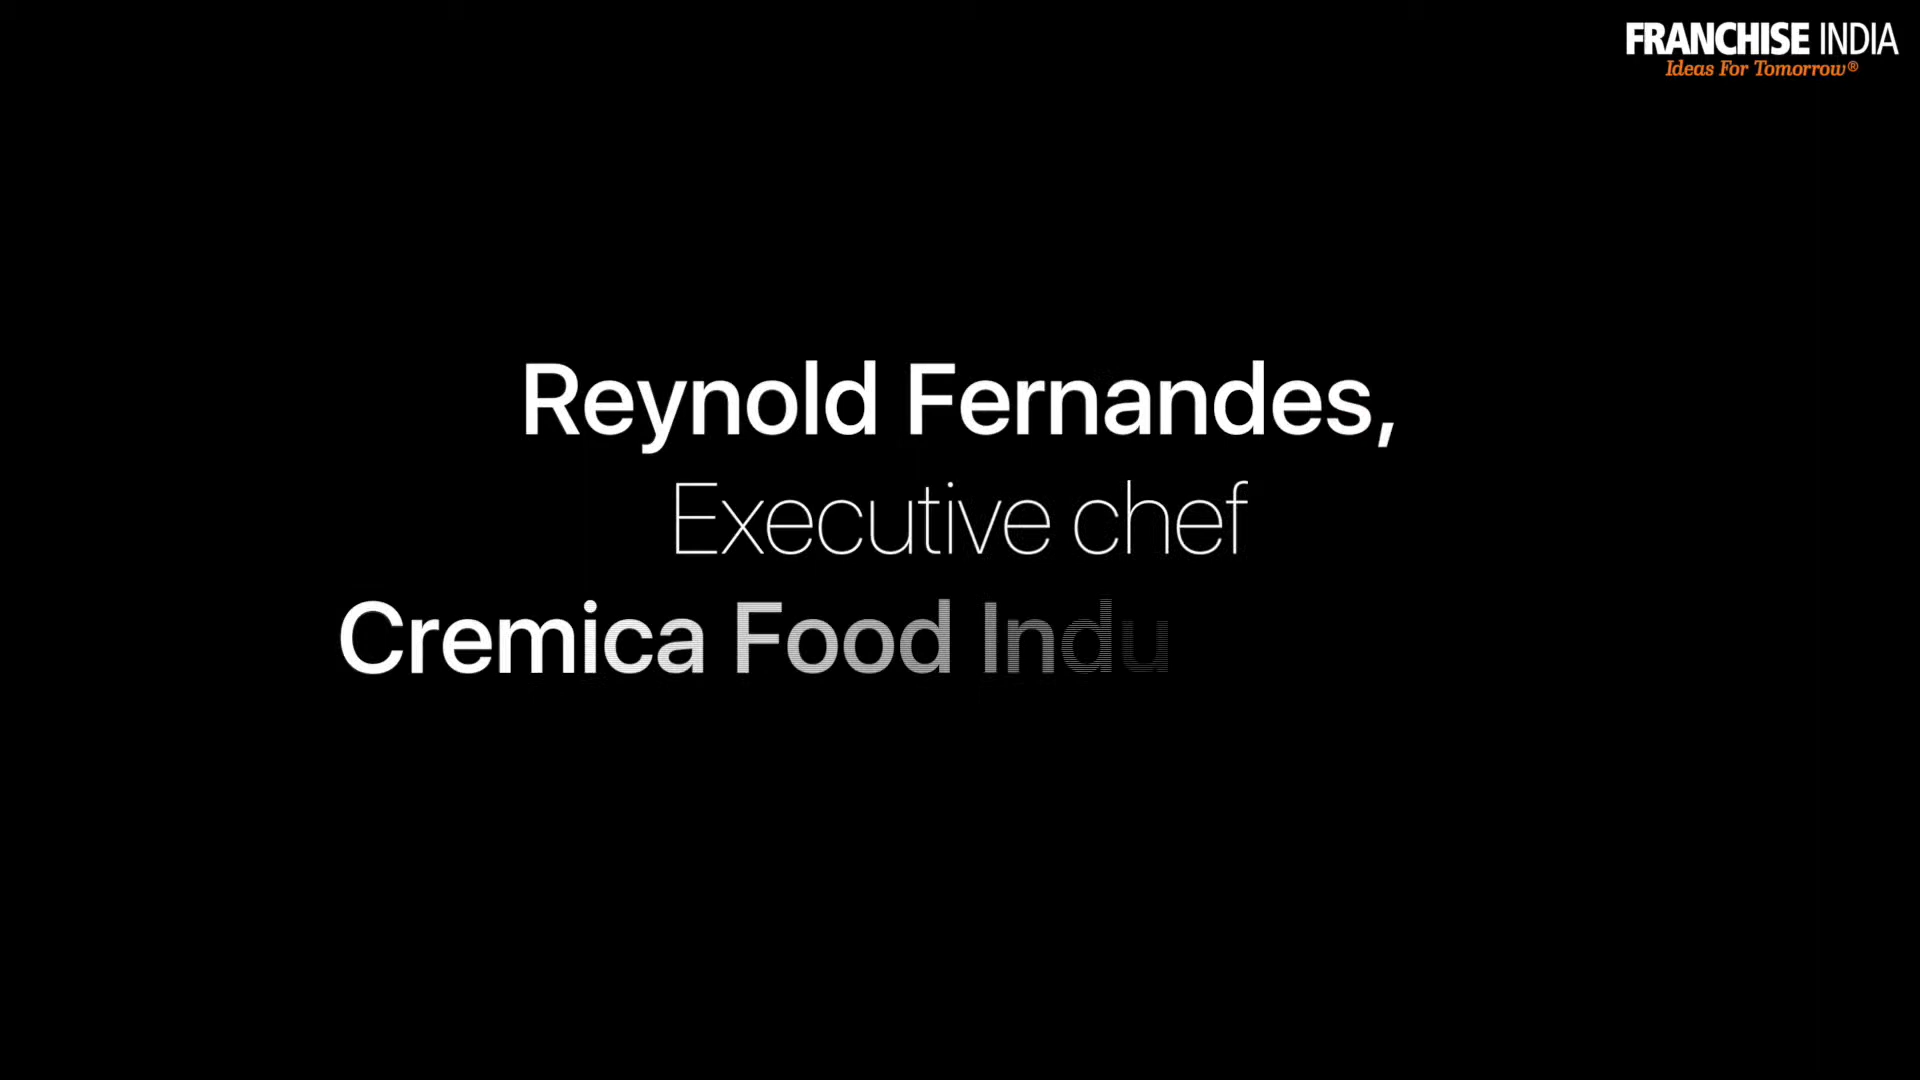 FRANCHISE INDIA
Ideas For Tomorrow®
Reynold Fernandes,
Executive chef
Cremica Food Indu